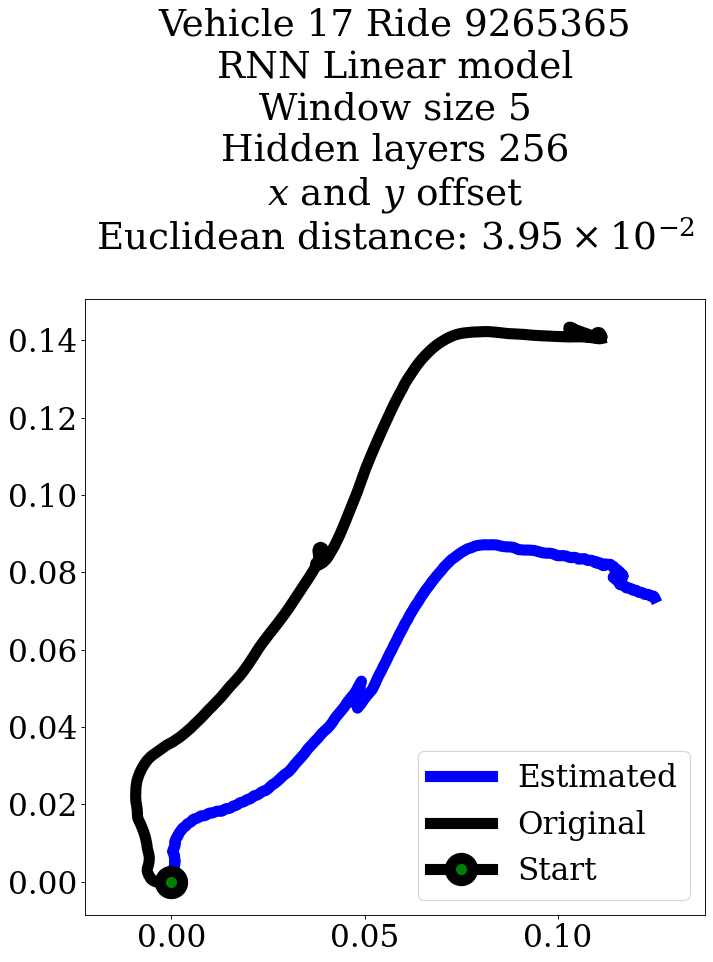 Vehicle 17 Ride 9265365
RNN Linear model
Window size 5
Hidden layers 256
x and y offset
Euclidean distance: 3.95 × 10⁻²
0.14
0.12
0.10
0.08
0.06
0.04
0.02
0.00
Estimated
Original
Start
0.00 0.05 0.10